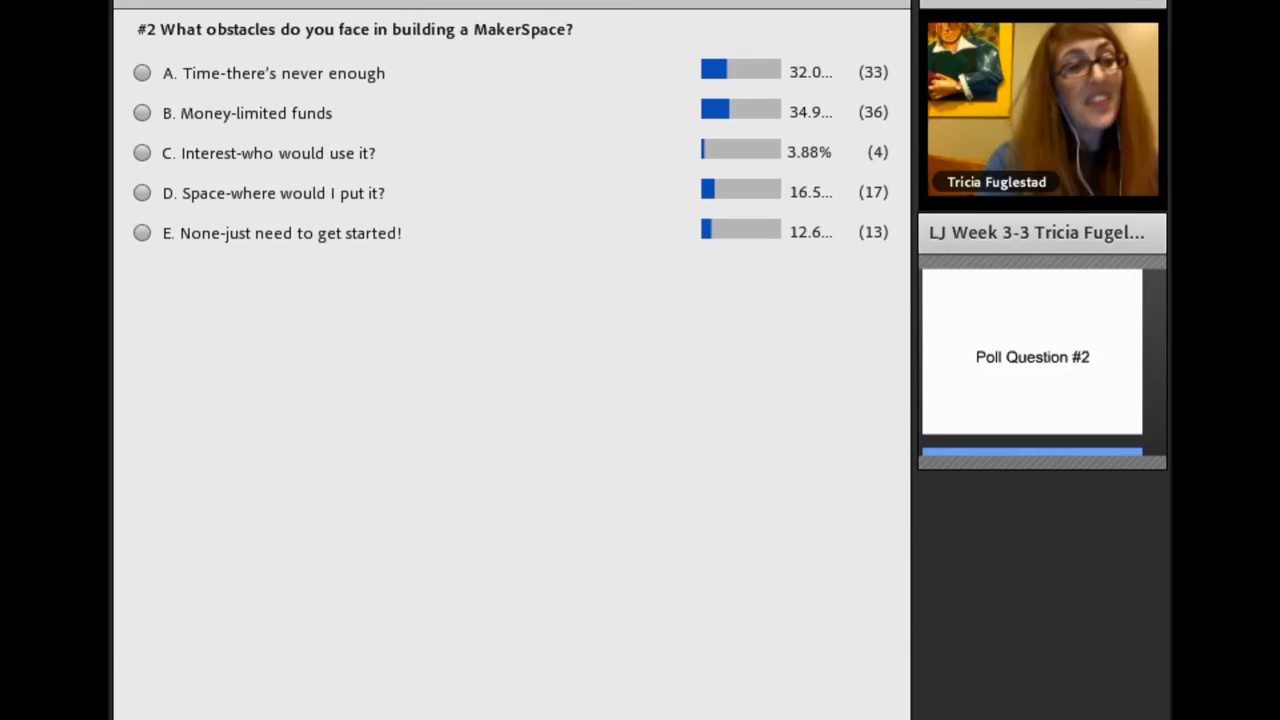 #2 What obstacles do you face in building a MakerSpace?
A. Time-there's never enough 32.0... (33)
B. Money-limited funds 34.9... (36)
C. Interest-who would use it? 3.88% (4)
D. Space-where would I put it? 16.5... (17)
E. None-just need to get started! 12.6... (13)
Tricia Fuglestad
LJ Week 3-3 Tricia Fugel...
Poll Question #2